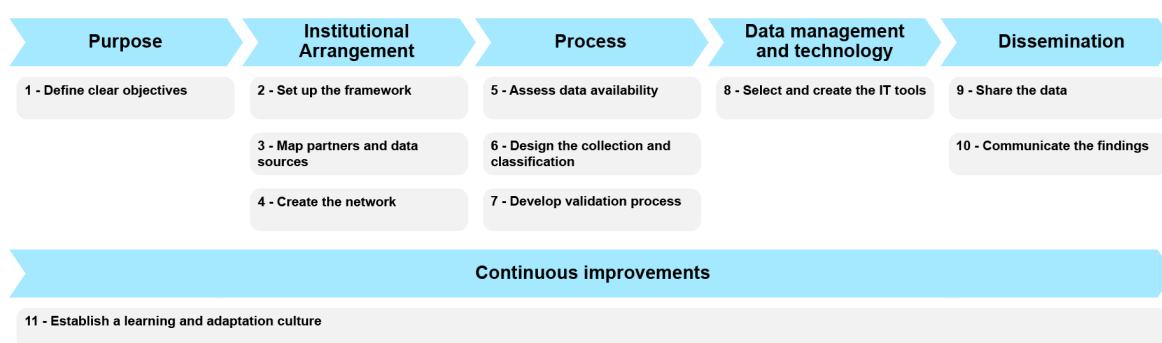 Purpose
Institutional
Arrangement
Process
Data management
and technology
Dissemination
1 - Define clear objectives
2 - Set up the framework
3 - Map partners and data
sources
4 - Create the network
5 - Assess data availability
6 - Design the collection and
classification
7 - Develop validation process
8 - Select and create the IT tools
9 - Share the data
10 - Communicate the findings
Continuous improvements
11 - Establish a learning and adaptation culture